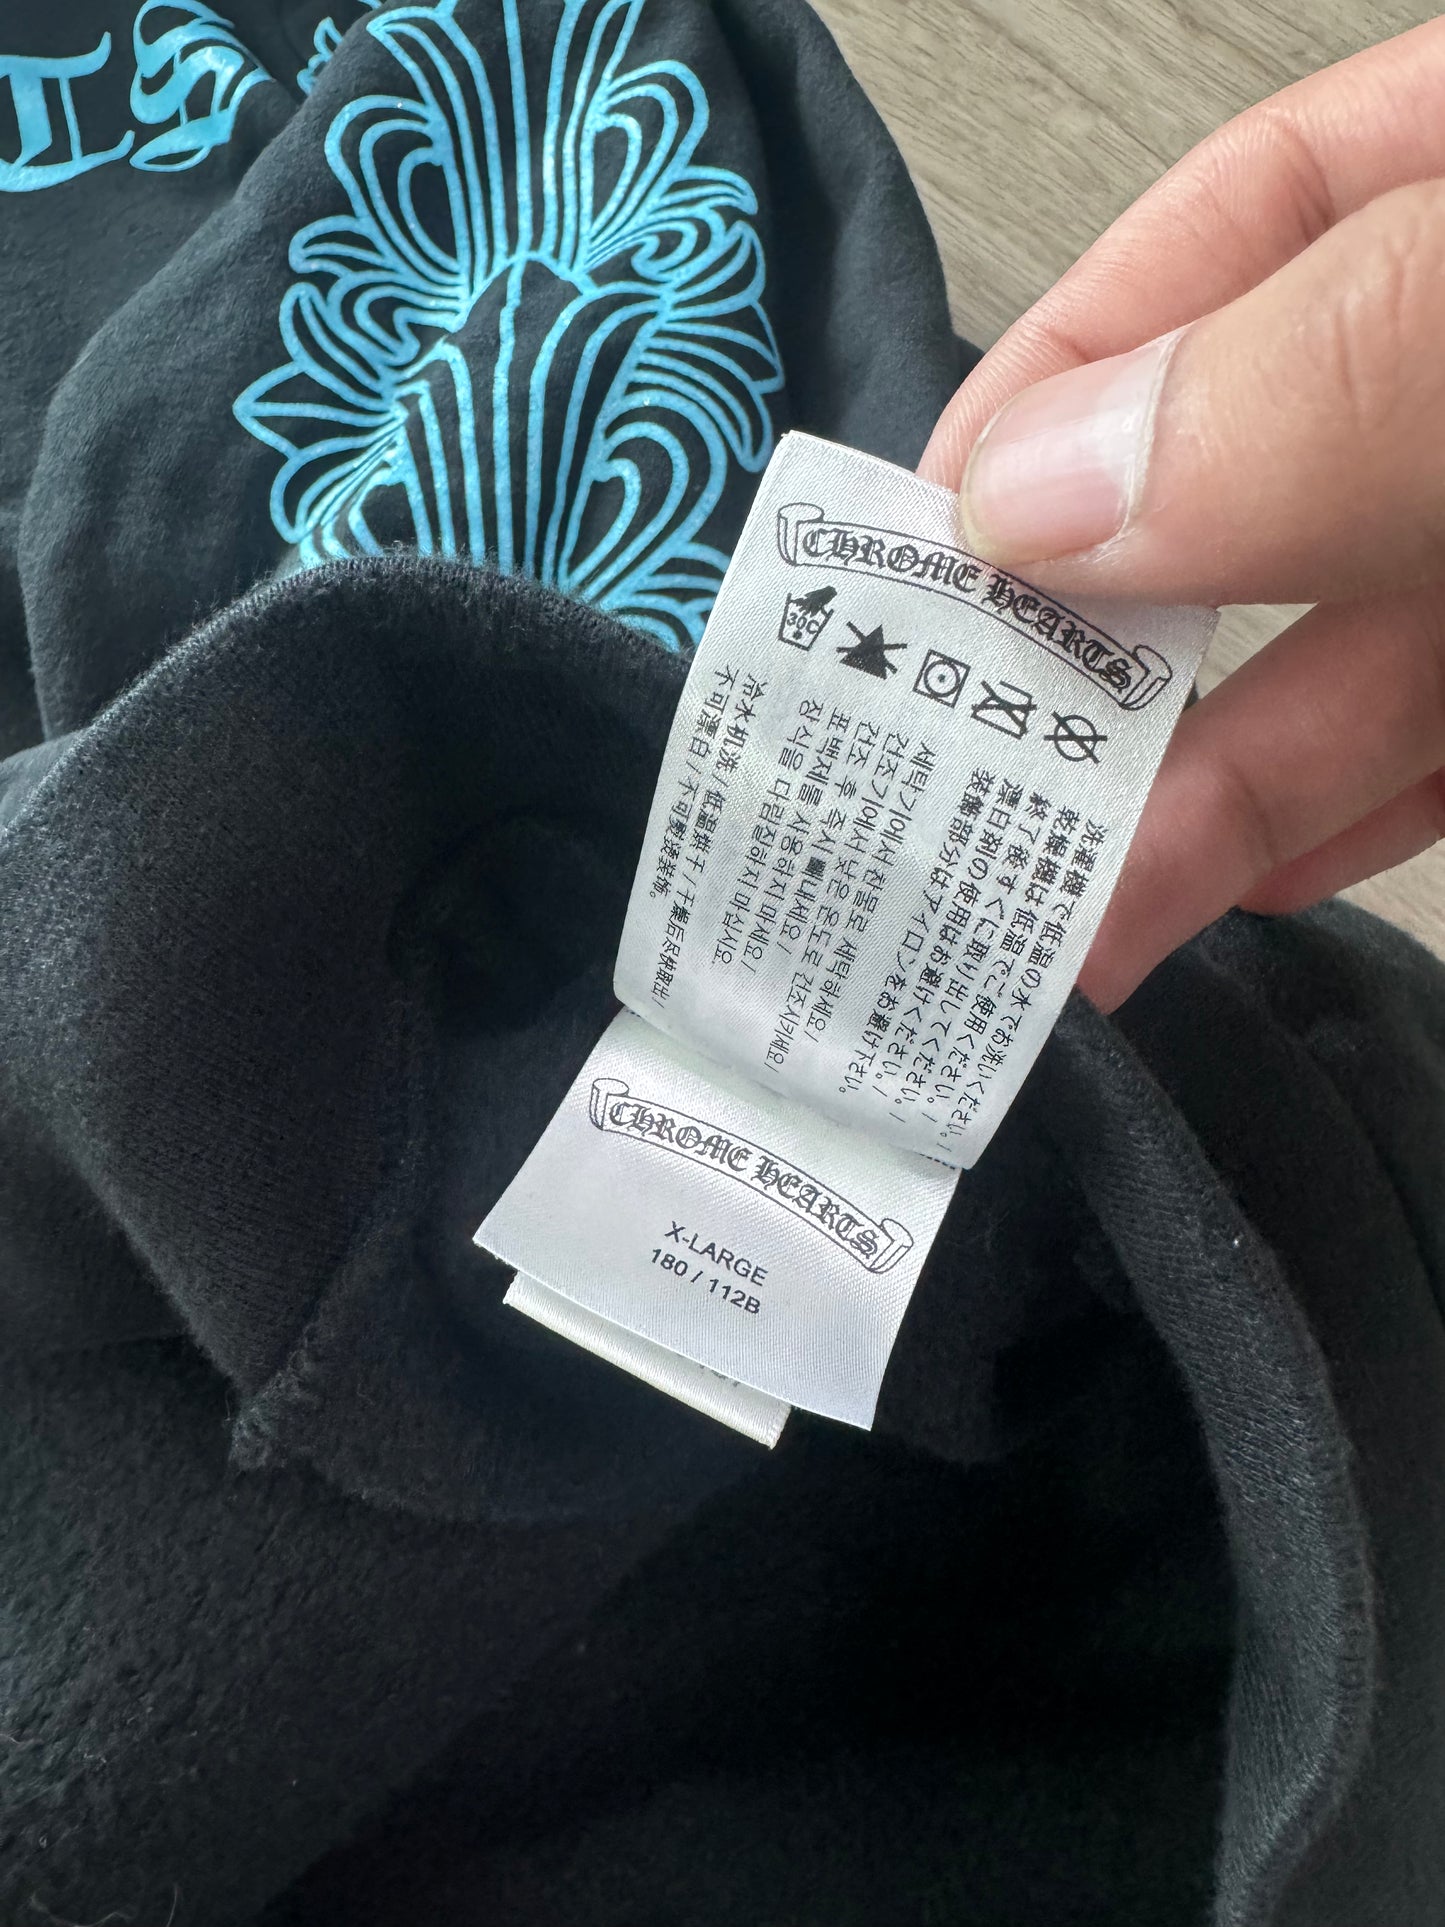 TS
CHROME HEARTS
30C
洗濯機で低温の水でお洗いください。/
乾燥機は低温でご使用ください。/
終了後すぐに取り出してください。/
漂白剤の使用はお避けください。/
装飾部分はアイロンをお避け下さい。
세탁기에서 찬물로 세탁하세요/
건조기에서 낮은 온도로 건조시키세요/
건조 후 즉시 빼내세요/
표백제를 사용하지 마세요/
장식을 다림질하지 마십시오
冷水机洗/低温烘干/干燥后尽快取出/
不可漂白/不可熨烫装饰。
CHROME HEARTS
X-LARGE
180 / 112B